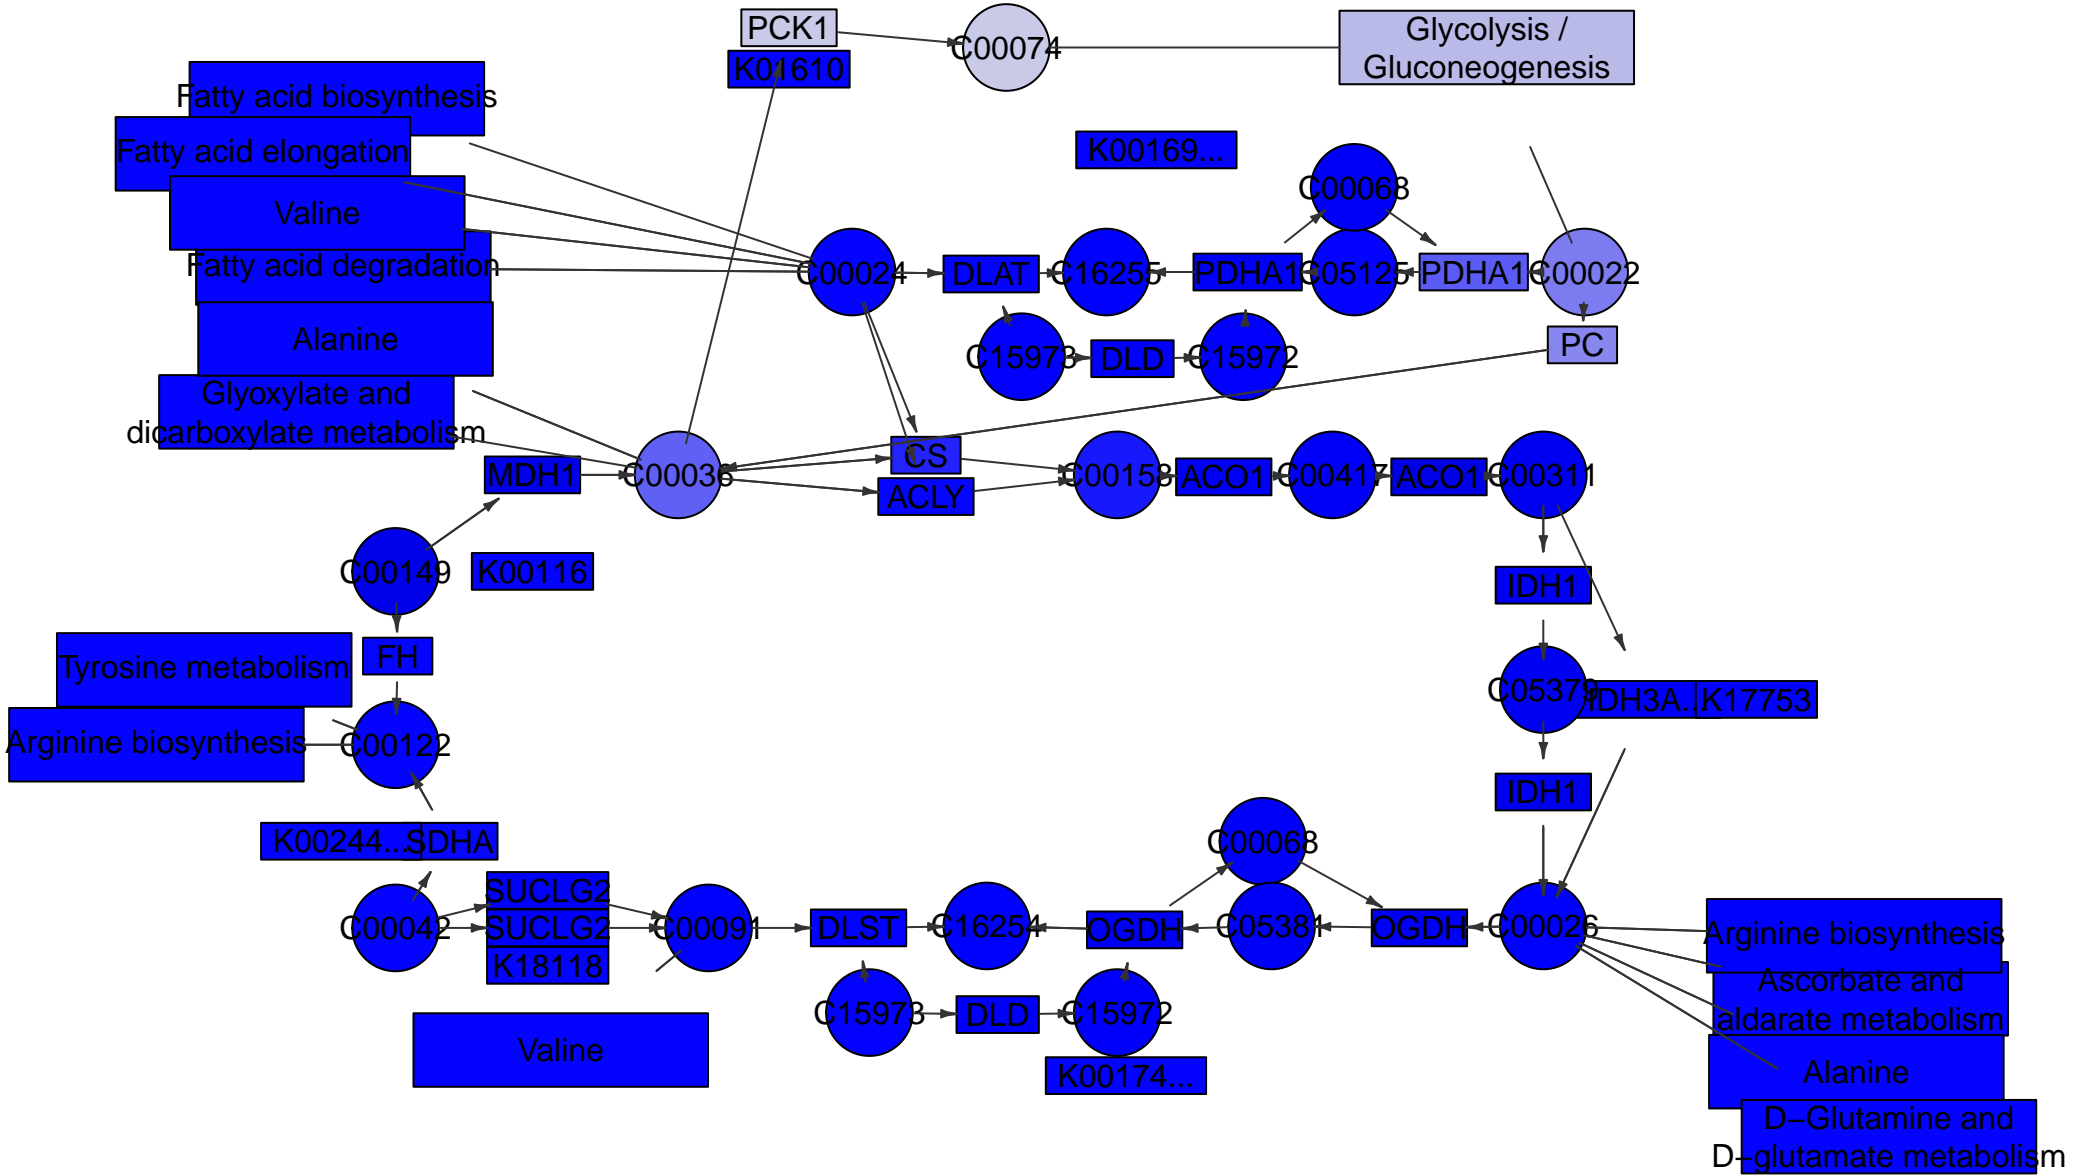 PCK1
C00074
Glycolysis /
Gluconeogenesis
K01610
Fatty acid biosynthesis
Fatty acid elongation
K00169...
C00068
Valine
Fatty acid degradation
C00024
DLAT
C16255
PDHA1
C05125
PDHA1
C00022
Alanine
C15973
DLD
C15972
PC
Glyoxylate and
dicarboxylate metabolism
MDH1
C00036
CS
ACLY
C00158
ACO1
C00417
ACO1
C00311
C00149
K00116
IDH1
FH
Tyrosine metabolism
C05379
IDH3A...
K17753
Arginine biosynthesis
C00122
IDH1
K00244...
SDHA
C00068
SUCLG2
C00042
SUCLG2
C00091
DLST
C16254
OGDH
C05381
OGDH
C00026
Arginine biosynthesis
K18118
Ascorbate and
aldarate metabolism
C15973
DLD
C15972
Valine
K00174...
Alanine
D−Glutamine and
D−glutamate metabolism